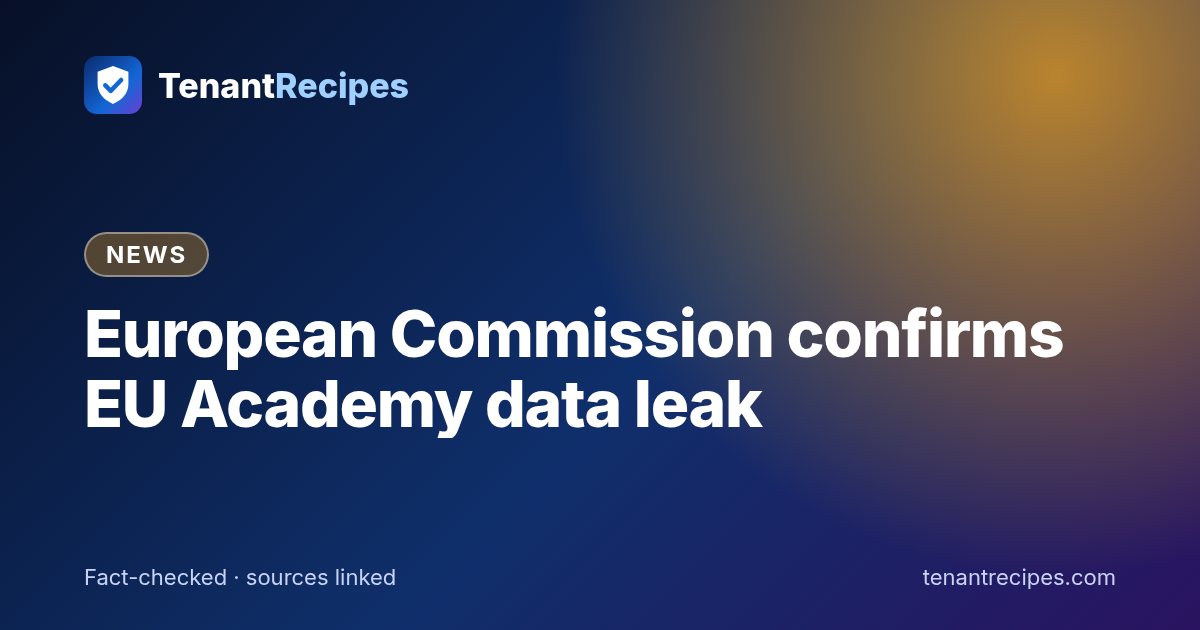 TenantRecipes
NEWS
European Commission confirms
EU Academy data leak
Fact-checked · sources linked
tenantrecipes.com